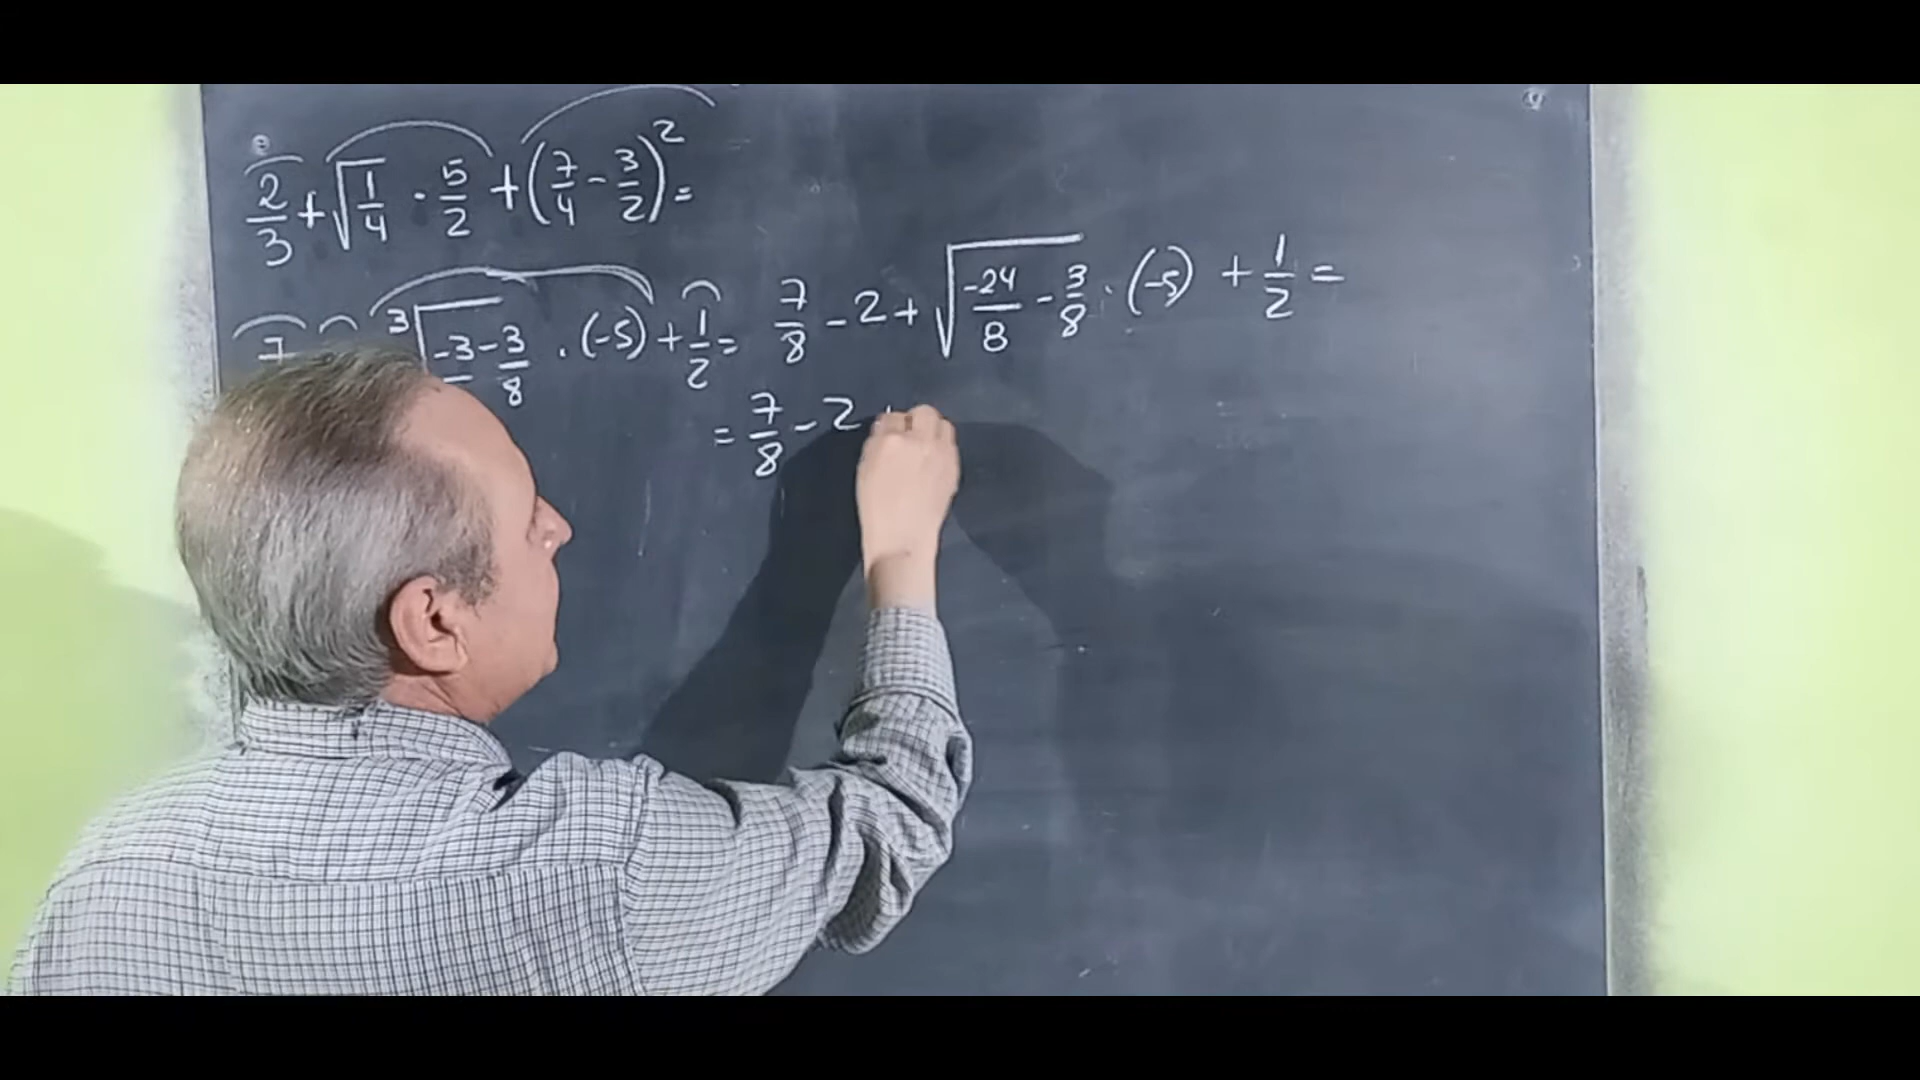 2/3 + √(1/4) · 5/2 + (7/4 - 3/2)² =
7 ³√(-3 - 3/8) · (-5) + 1/2 = 7/8 - 2 + √(-24/8 - 3/8) · (-5) + 1/2 =
= 7/8 - 2 +